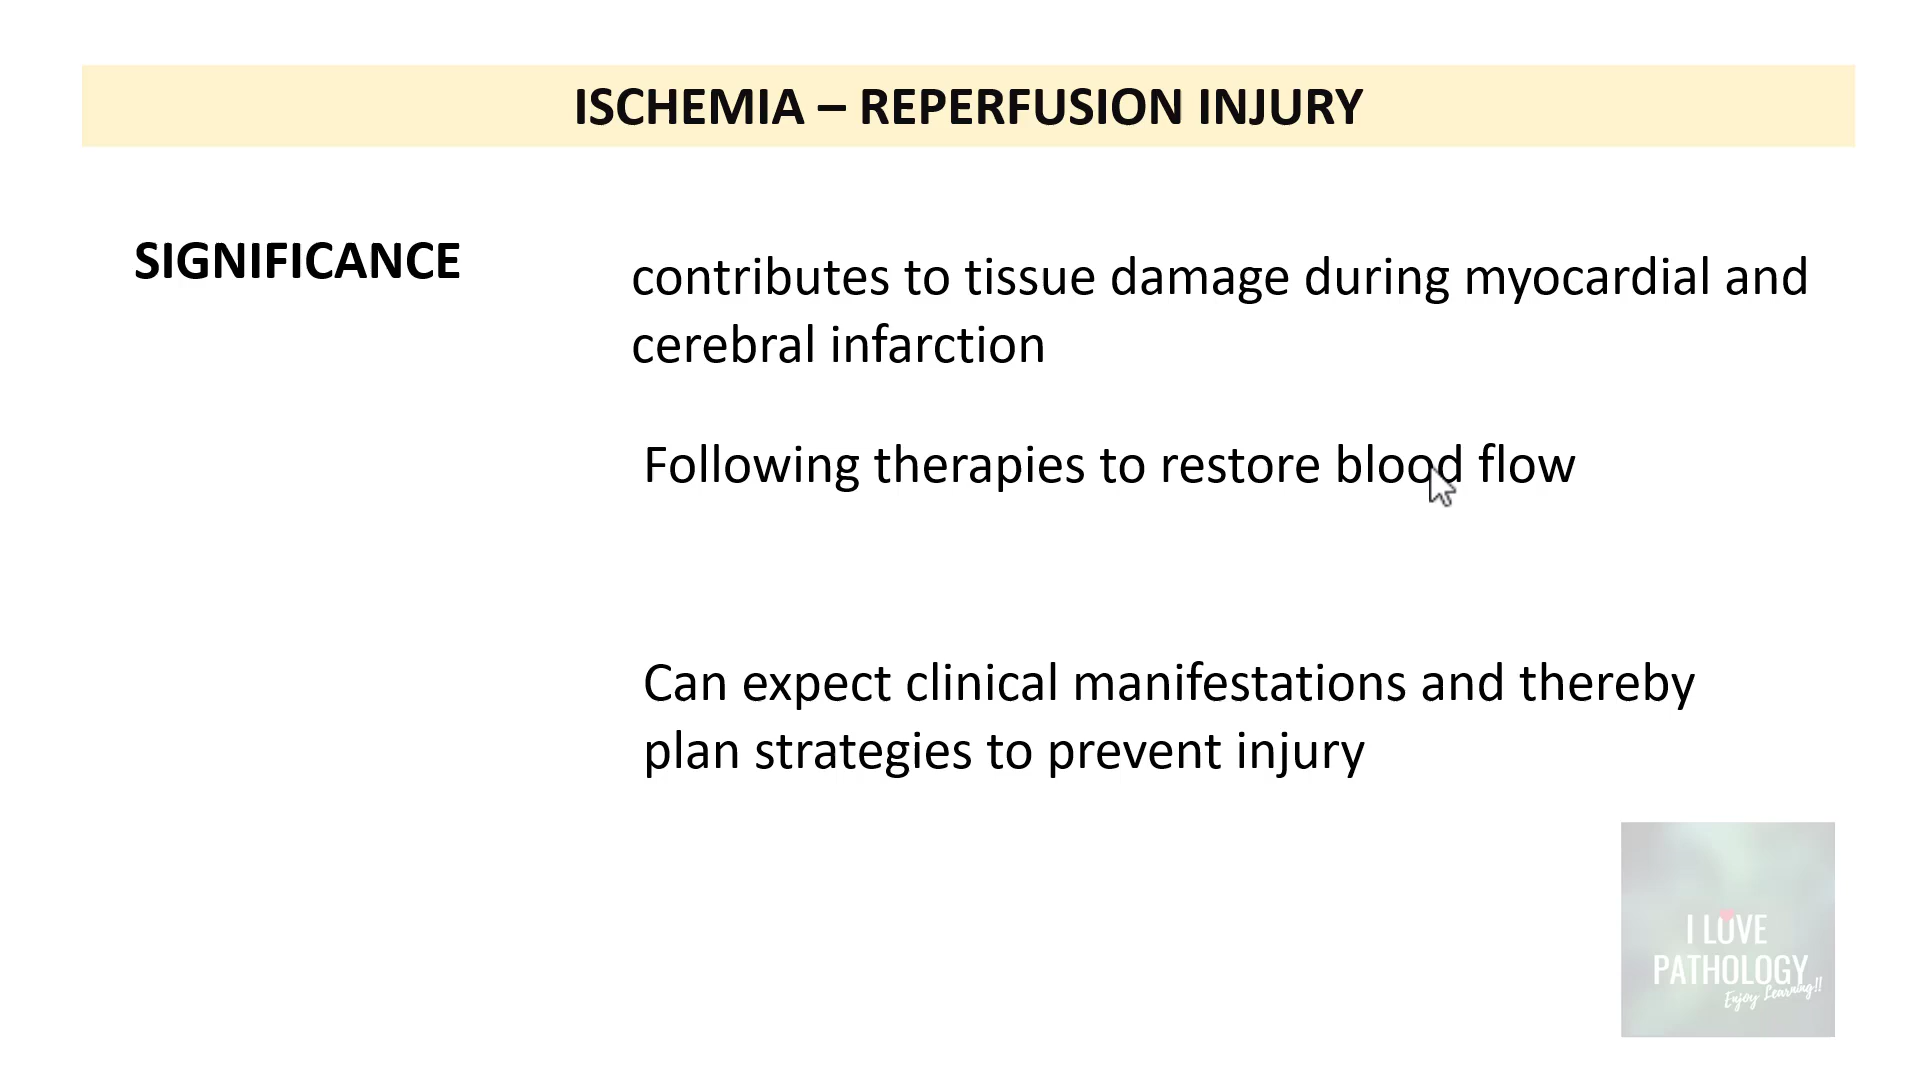 ISCHEMIA – REPERFUSION INJURY
SIGNIFICANCE
contributes to tissue damage during myocardial and
cerebral infarction
Following therapies to restore blood flow
Can expect clinical manifestations and thereby
plan strategies to prevent injury
I LOVE
PATHOLOGY
Enjoy Learning!!